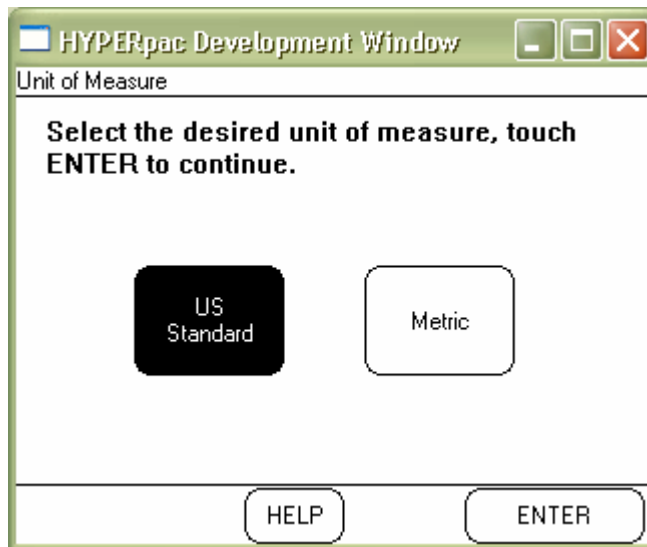 HYPERpac Development Window
Unit of Measure
Select the desired unit of measure, touch
ENTER to continue.
US
Standard
Metric
HELP
ENTER